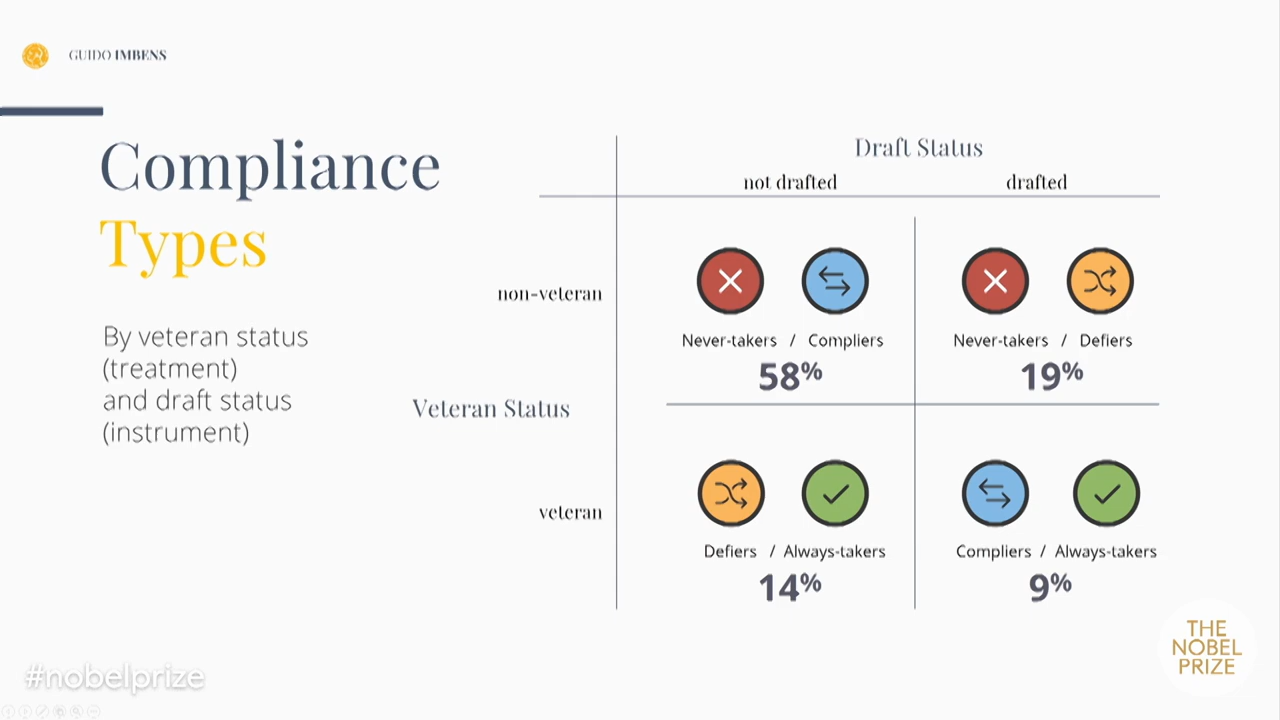 GUIDO IMBENS
Compliance
Types
By veteran status
(treatment)
and draft status
(instrument)
Draft Status
not drafted
drafted
non-veteran
Never-takers / Compliers
58%
Never-takers / Defiers
19%
Veteran Status
veteran
Defiers / Always-takers
14%
Compliers / Always-takers
9%
#nobelprize
THE
NOBEL
PRIZE